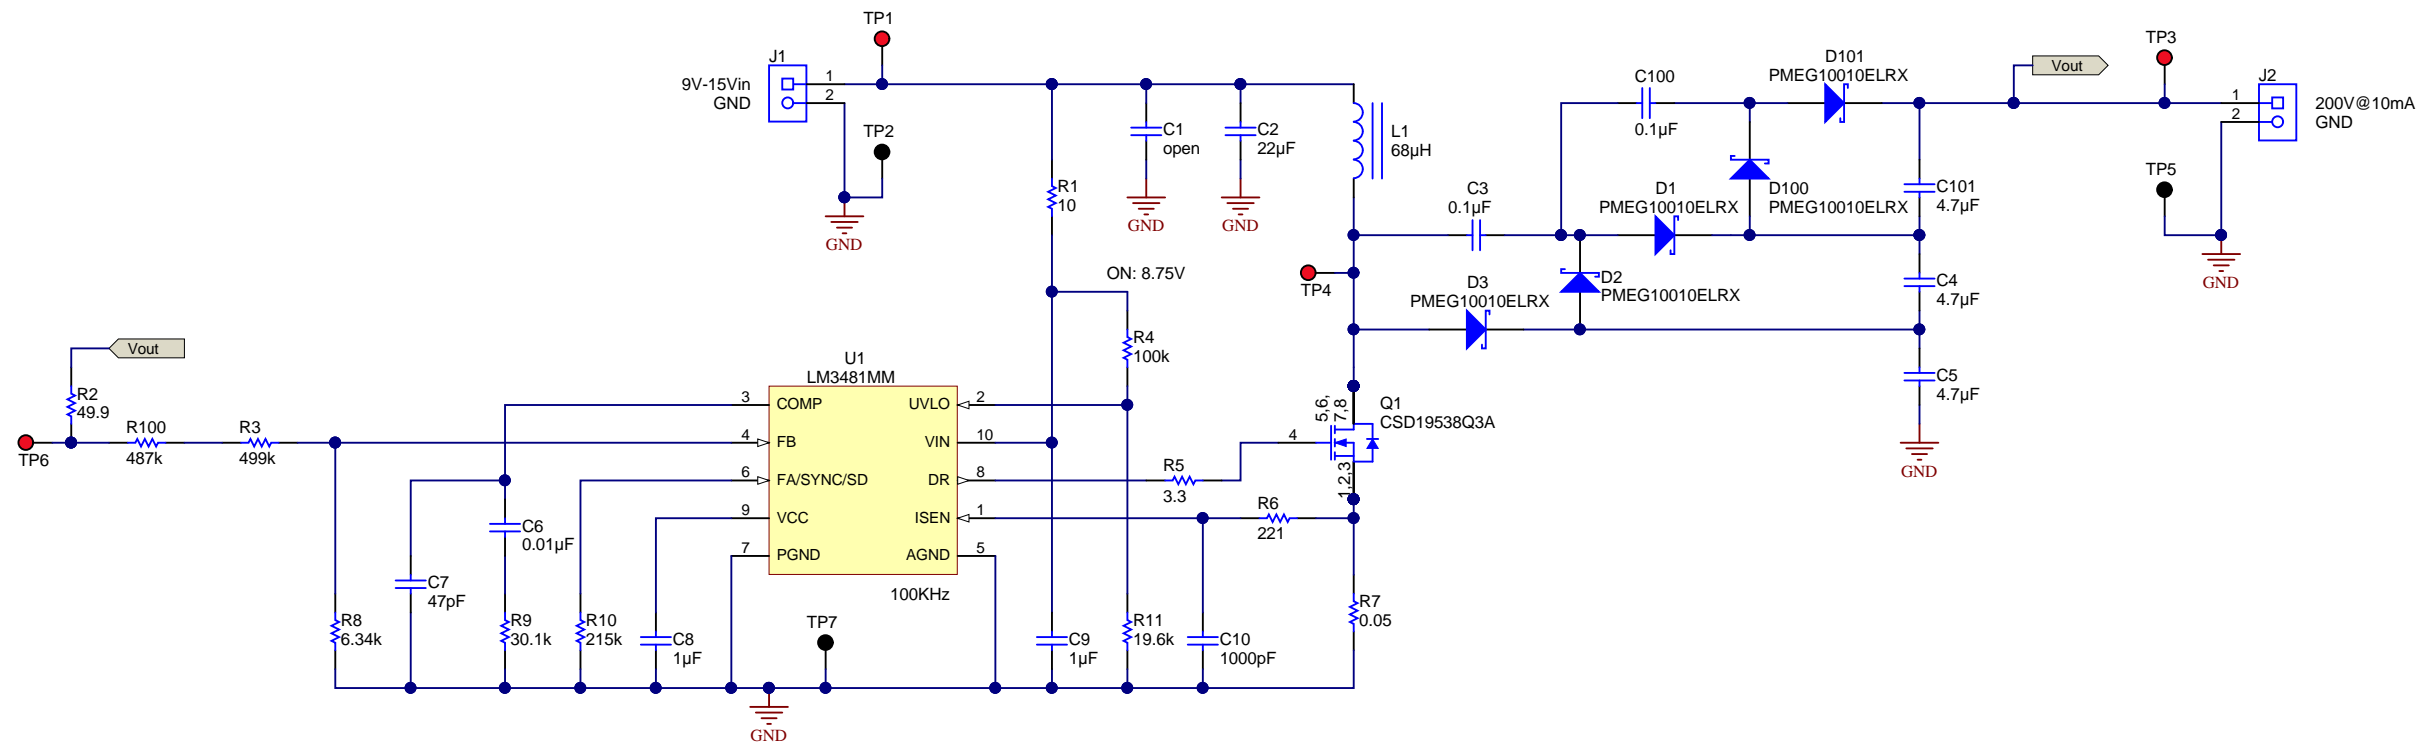 TP1
J1
9V-15Vin
GND
1
2
TP2
GND
R1
10
C1
open
GND
C2
22µF
GND
L1
68µH
C100
0.1µF
D101
PMEG10010ELRX
Vout
TP3
J2
1
2
200V@10mA
GND
TP5
GND
C3
0.1µF
D1
PMEG10010ELRX
D100
PMEG10010ELRX
C101
4.7µF
TP4
D3
PMEG10010ELRX
D2
PMEG10010ELRX
C4
4.7µF
C5
4.7µF
GND
ON: 8.75V
R4
100k
Vout
R2
49.9
TP6
R100
487k
R3
499k
U1
LM3481MM
3
COMP
4
FB
6
FA/SYNC/SD
9
VCC
7
PGND
UVLO
2
VIN
10
DR
8
ISEN
1
AGND
5
100KHz
5,6,
7,8
Q1
CSD19538Q3A
4
1,2,3
R5
3.3
R6
221
R7
0.05
C6
0.01µF
C7
47pF
R8
6.34k
R9
30.1k
R10
215k
C8
1µF
TP7
C9
1µF
R11
19.6k
C10
1000pF
GND